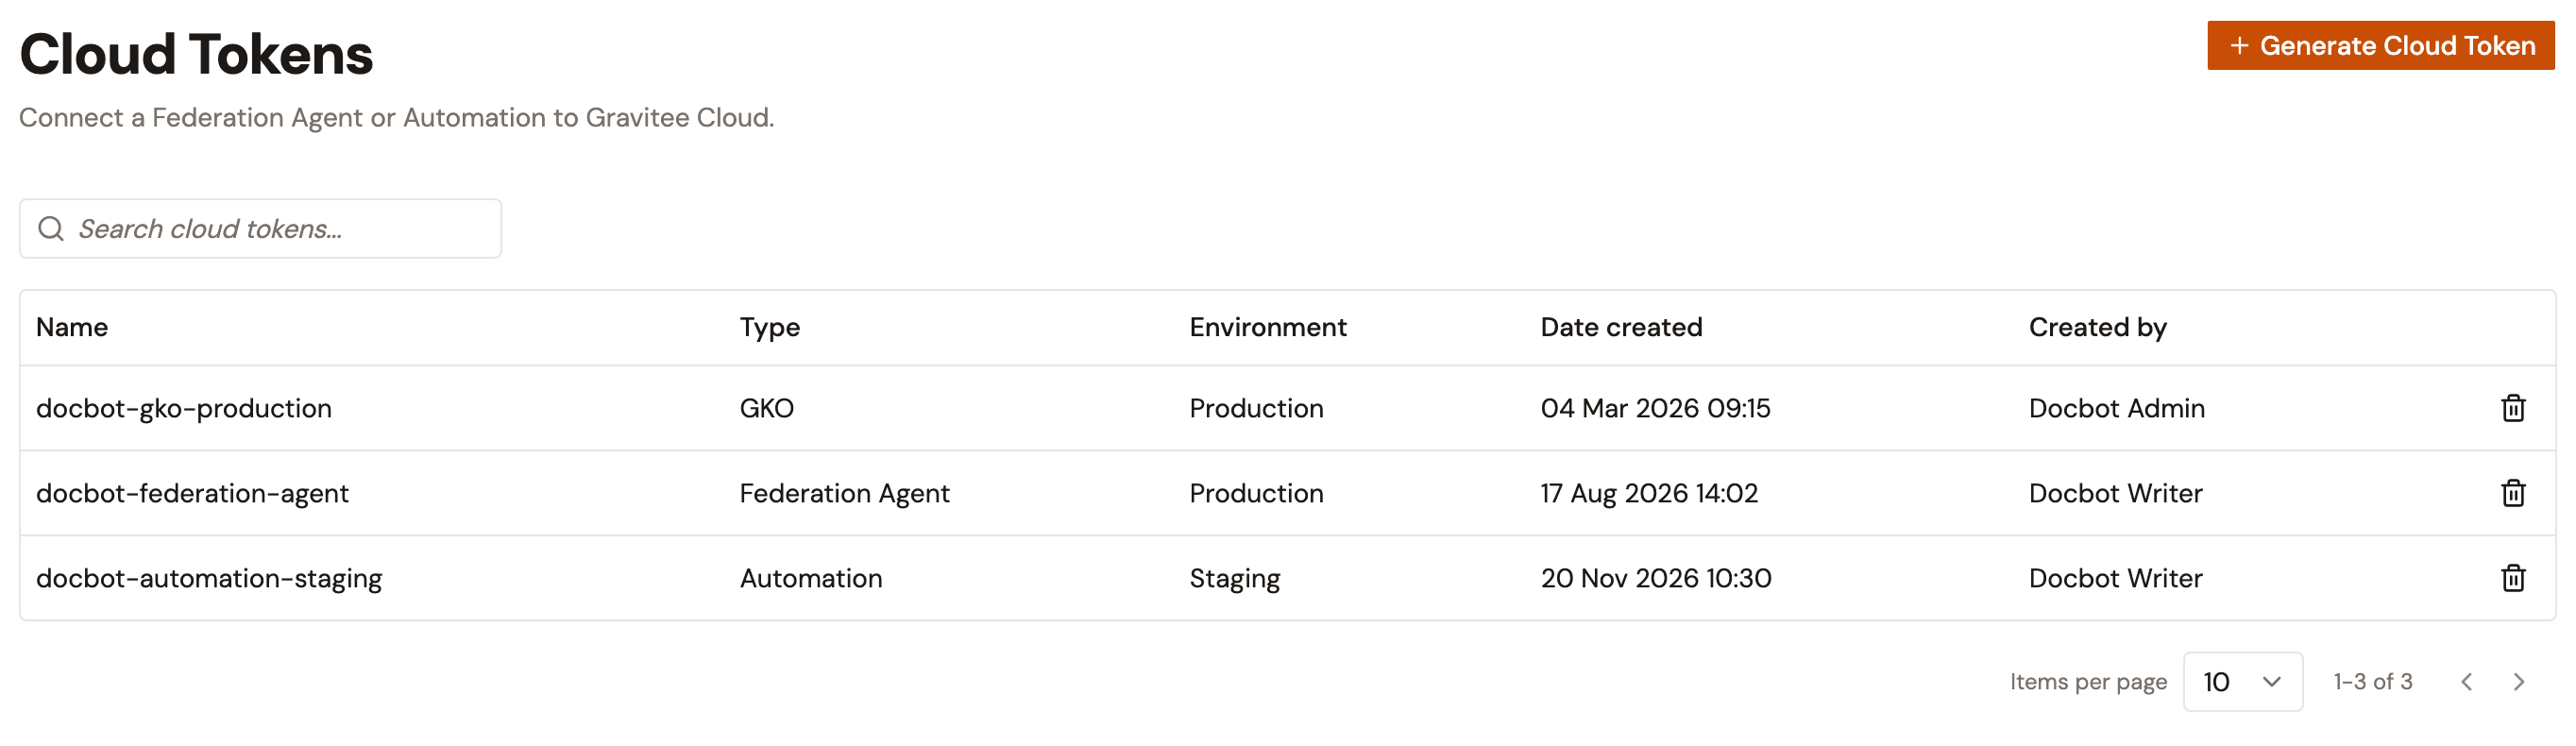 Cloud Tokens
+ Generate Cloud Token
Connect a Federation Agent or Automation to Gravitee Cloud.
Search cloud tokens...
Name Type Environment Date created Created by
docbot-gko-production GKO Production 04 Mar 2026 09:15 Docbot Admin
docbot-federation-agent Federation Agent Production 17 Aug 2026 14:02 Docbot Writer
docbot-automation-staging Automation Staging 20 Nov 2026 10:30 Docbot Writer
Items per page 10 1-3 of 3